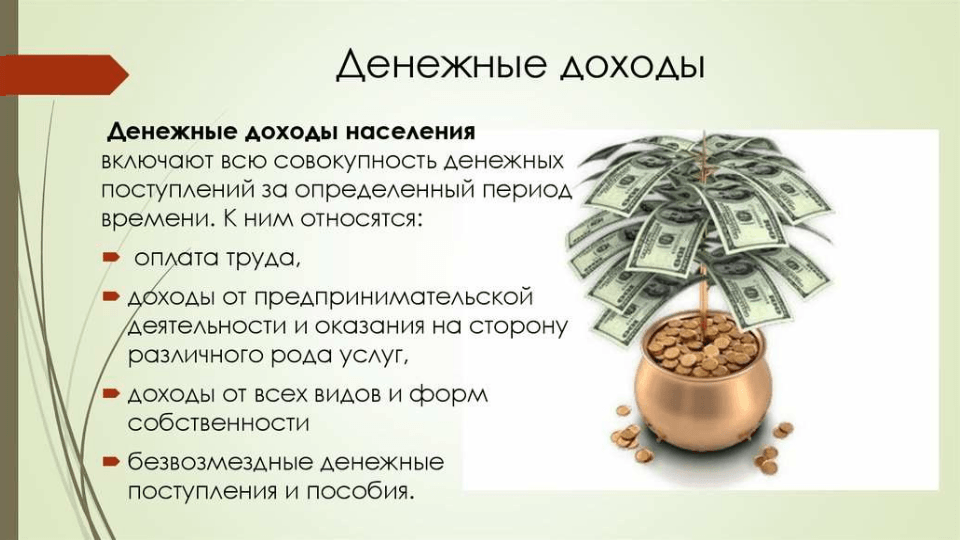 Денежные доходы
Денежные доходы населения
включают всю совокупность денежных
поступлений за определенный период
времени. К ним относятся:
оплата труда,
доходы от предпринимательской
деятельности и оказания на сторону
различного рода услуг,
доходы от всех видов и форм
собственности
безвозмездные денежные
поступления и пособия.